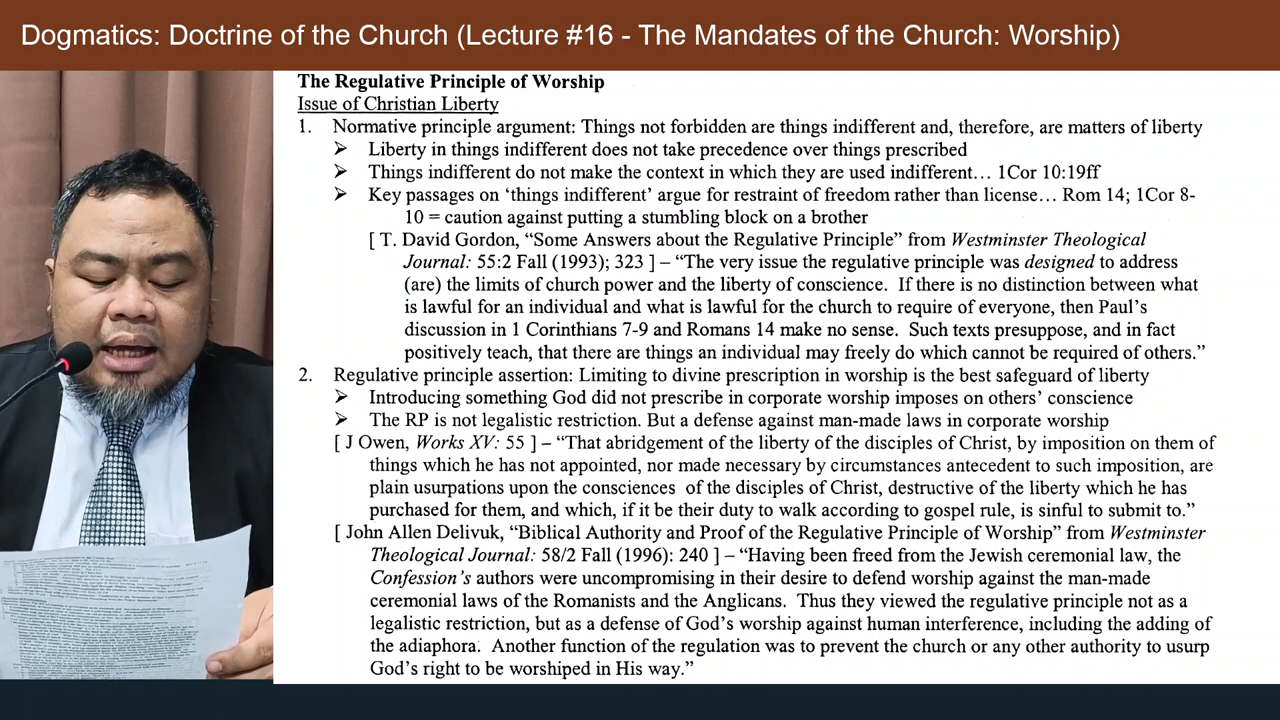 Dogmatics: Doctrine of the Church (Lecture #16 - The Mandates of the Church: Worship)
The Regulative Principle of Worship
Issue of Christian Liberty
1. Normative principle argument: Things not forbidden are things indifferent and, therefore, are matters of liberty
➢ Liberty in things indifferent does not take precedence over things prescribed
➢ Things indifferent do not make the context in which they are used indifferent… 1Cor 10:19ff
➢ Key passages on ‘things indifferent’ argue for restraint of freedom rather than license… Rom 14; 1Cor 8-
10 = caution against putting a stumbling block on a brother
[ T. David Gordon, “Some Answers about the Regulative Principle” from Westminster Theological
Journal: 55:2 Fall (1993); 323 ] – “The very issue the regulative principle was designed to address
(are) the limits of church power and the liberty of conscience. If there is no distinction between what
is lawful for an individual and what is lawful for the church to require of everyone, then Paul’s
discussion in 1 Corinthians 7-9 and Romans 14 make no sense. Such texts presuppose, and in fact
positively teach, that there are things an individual may freely do which cannot be required of others.”
2. Regulative principle assertion: Limiting to divine prescription in worship is the best safeguard of liberty
➢ Introducing something God did not prescribe in corporate worship imposes on others’ conscience
➢ The RP is not legalistic restriction. But a defense against man-made laws in corporate worship
[ J Owen, Works XV: 55 ] – “That abridgement of the liberty of the disciples of Christ, by imposition on them of
things which he has not appointed, nor made necessary by circumstances antecedent to such imposition, are
plain usurpations upon the consciences of the disciples of Christ, destructive of the liberty which he has
purchased for them, and which, if it be their duty to walk according to gospel rule, is sinful to submit to.”
[ John Allen Delivuk, “Biblical Authority and Proof of the Regulative Principle of Worship” from Westminster
Theological Journal: 58/2 Fall (1996): 240 ] – “Having been freed from the Jewish ceremonial law, the
Confession’s authors were uncompromising in their desire to defend worship against the man-made
ceremonial laws of the Romanists and the Anglicans. Thus they viewed the regulative principle not as a
legalistic restriction, but as a defense of God’s worship against human interference, including the adding of
the adiaphora. Another function of the regulation was to prevent the church or any other authority to usurp
God’s right to be worshiped in His way.”